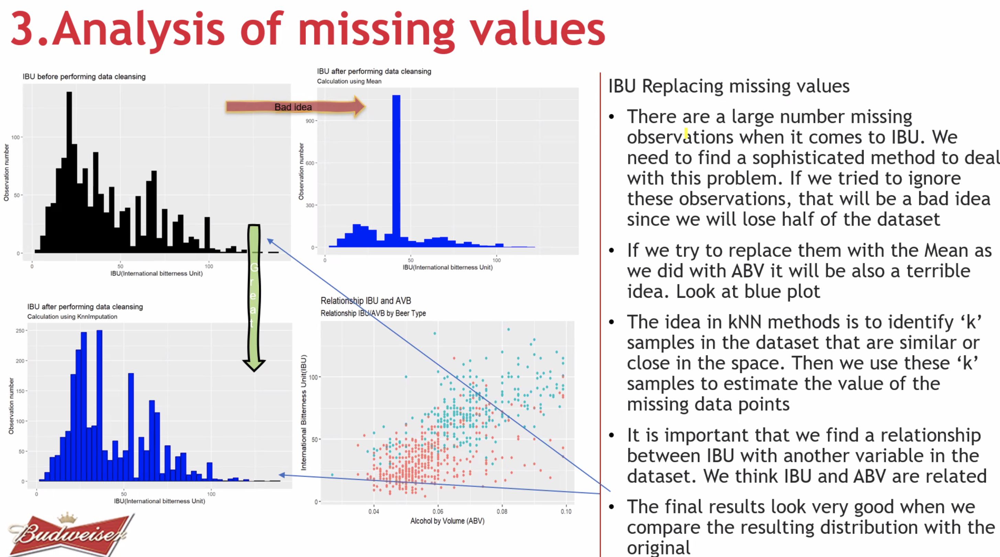 3.Analysis of missing values
IBU before performing data cleansing
Observation number
100
50
0
0
50
100
IBU(International bitterness Unit)
Bad idea
IBU after performing data cleansing
Calculation using Mean
Observation number
900
600
300
0
0
50
100
IBU(International bitterness Unit)
Great
IBU after performing data cleansing
Calculation using KnnImputation
Observation number
250
200
150
100
50
0
0
50
100
IBU(International bitterness Unit)
Relationship IBU and AVB
Relationship IBU/AVB by Beer Type
International Bitterness Unit(IBU)
100
50
0
0.04
0.06
0.08
0.10
Alcohol by Volume (ABV)
Budweiser
IBU Replacing missing values
• There are a large number missing
observations when it comes to IBU. We
need to find a sophisticated method to deal
with this problem. If we tried to ignore
these observations, that will be a bad idea
since we will lose half of the dataset
• If we try to replace them with the Mean as
we did with ABV it will be also a terrible
idea. Look at blue plot
• The idea in kNN methods is to identify ‘k’
samples in the dataset that are similar or
close in the space. Then we use these ‘k’
samples to estimate the value of the
missing data points
• It is important that we find a relationship
between IBU with another variable in the
dataset. We think IBU and ABV are related
• The final results look very good when we
compare the resulting distribution with the
original